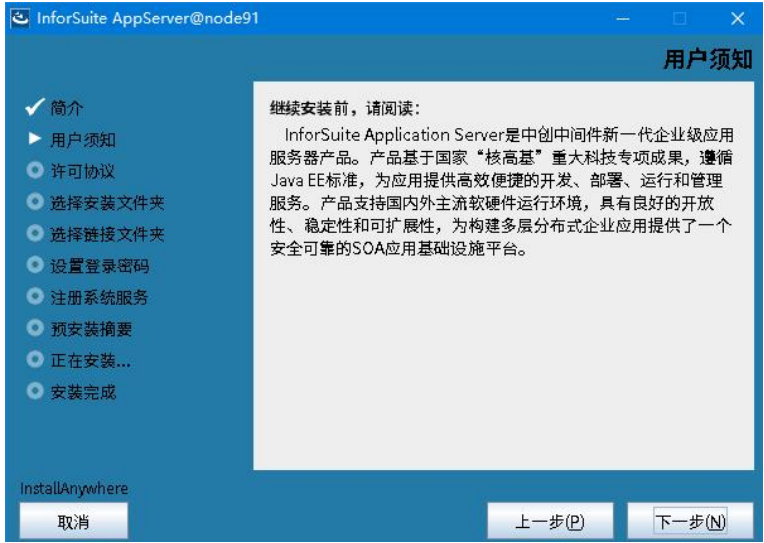 InforSuite AppServer@node91
用户须知
简介
用户须知
许可协议
选择安装文件夹
选择链接文件夹
设置登录密码
注册系统服务
预安装摘要
正在安装...
安装完成
继续安装前，请阅读：
InforSuite Application Server是中创中间件新一代企业级应用
服务器产品。产品基于国家“核高基”重大科技专项成果，遵循
Java EE标准，为应用提供高效便捷的开发、部署、运行和管理
服务。产品支持国内外主流软硬件运行环境，具有良好的开放
性、稳定性和可扩展性，为构建多层分布式企业应用提供了一个
安全可靠的SOA应用基础设施平台。
InstallAnywhere
取消
上一步(P)
下一步(N)